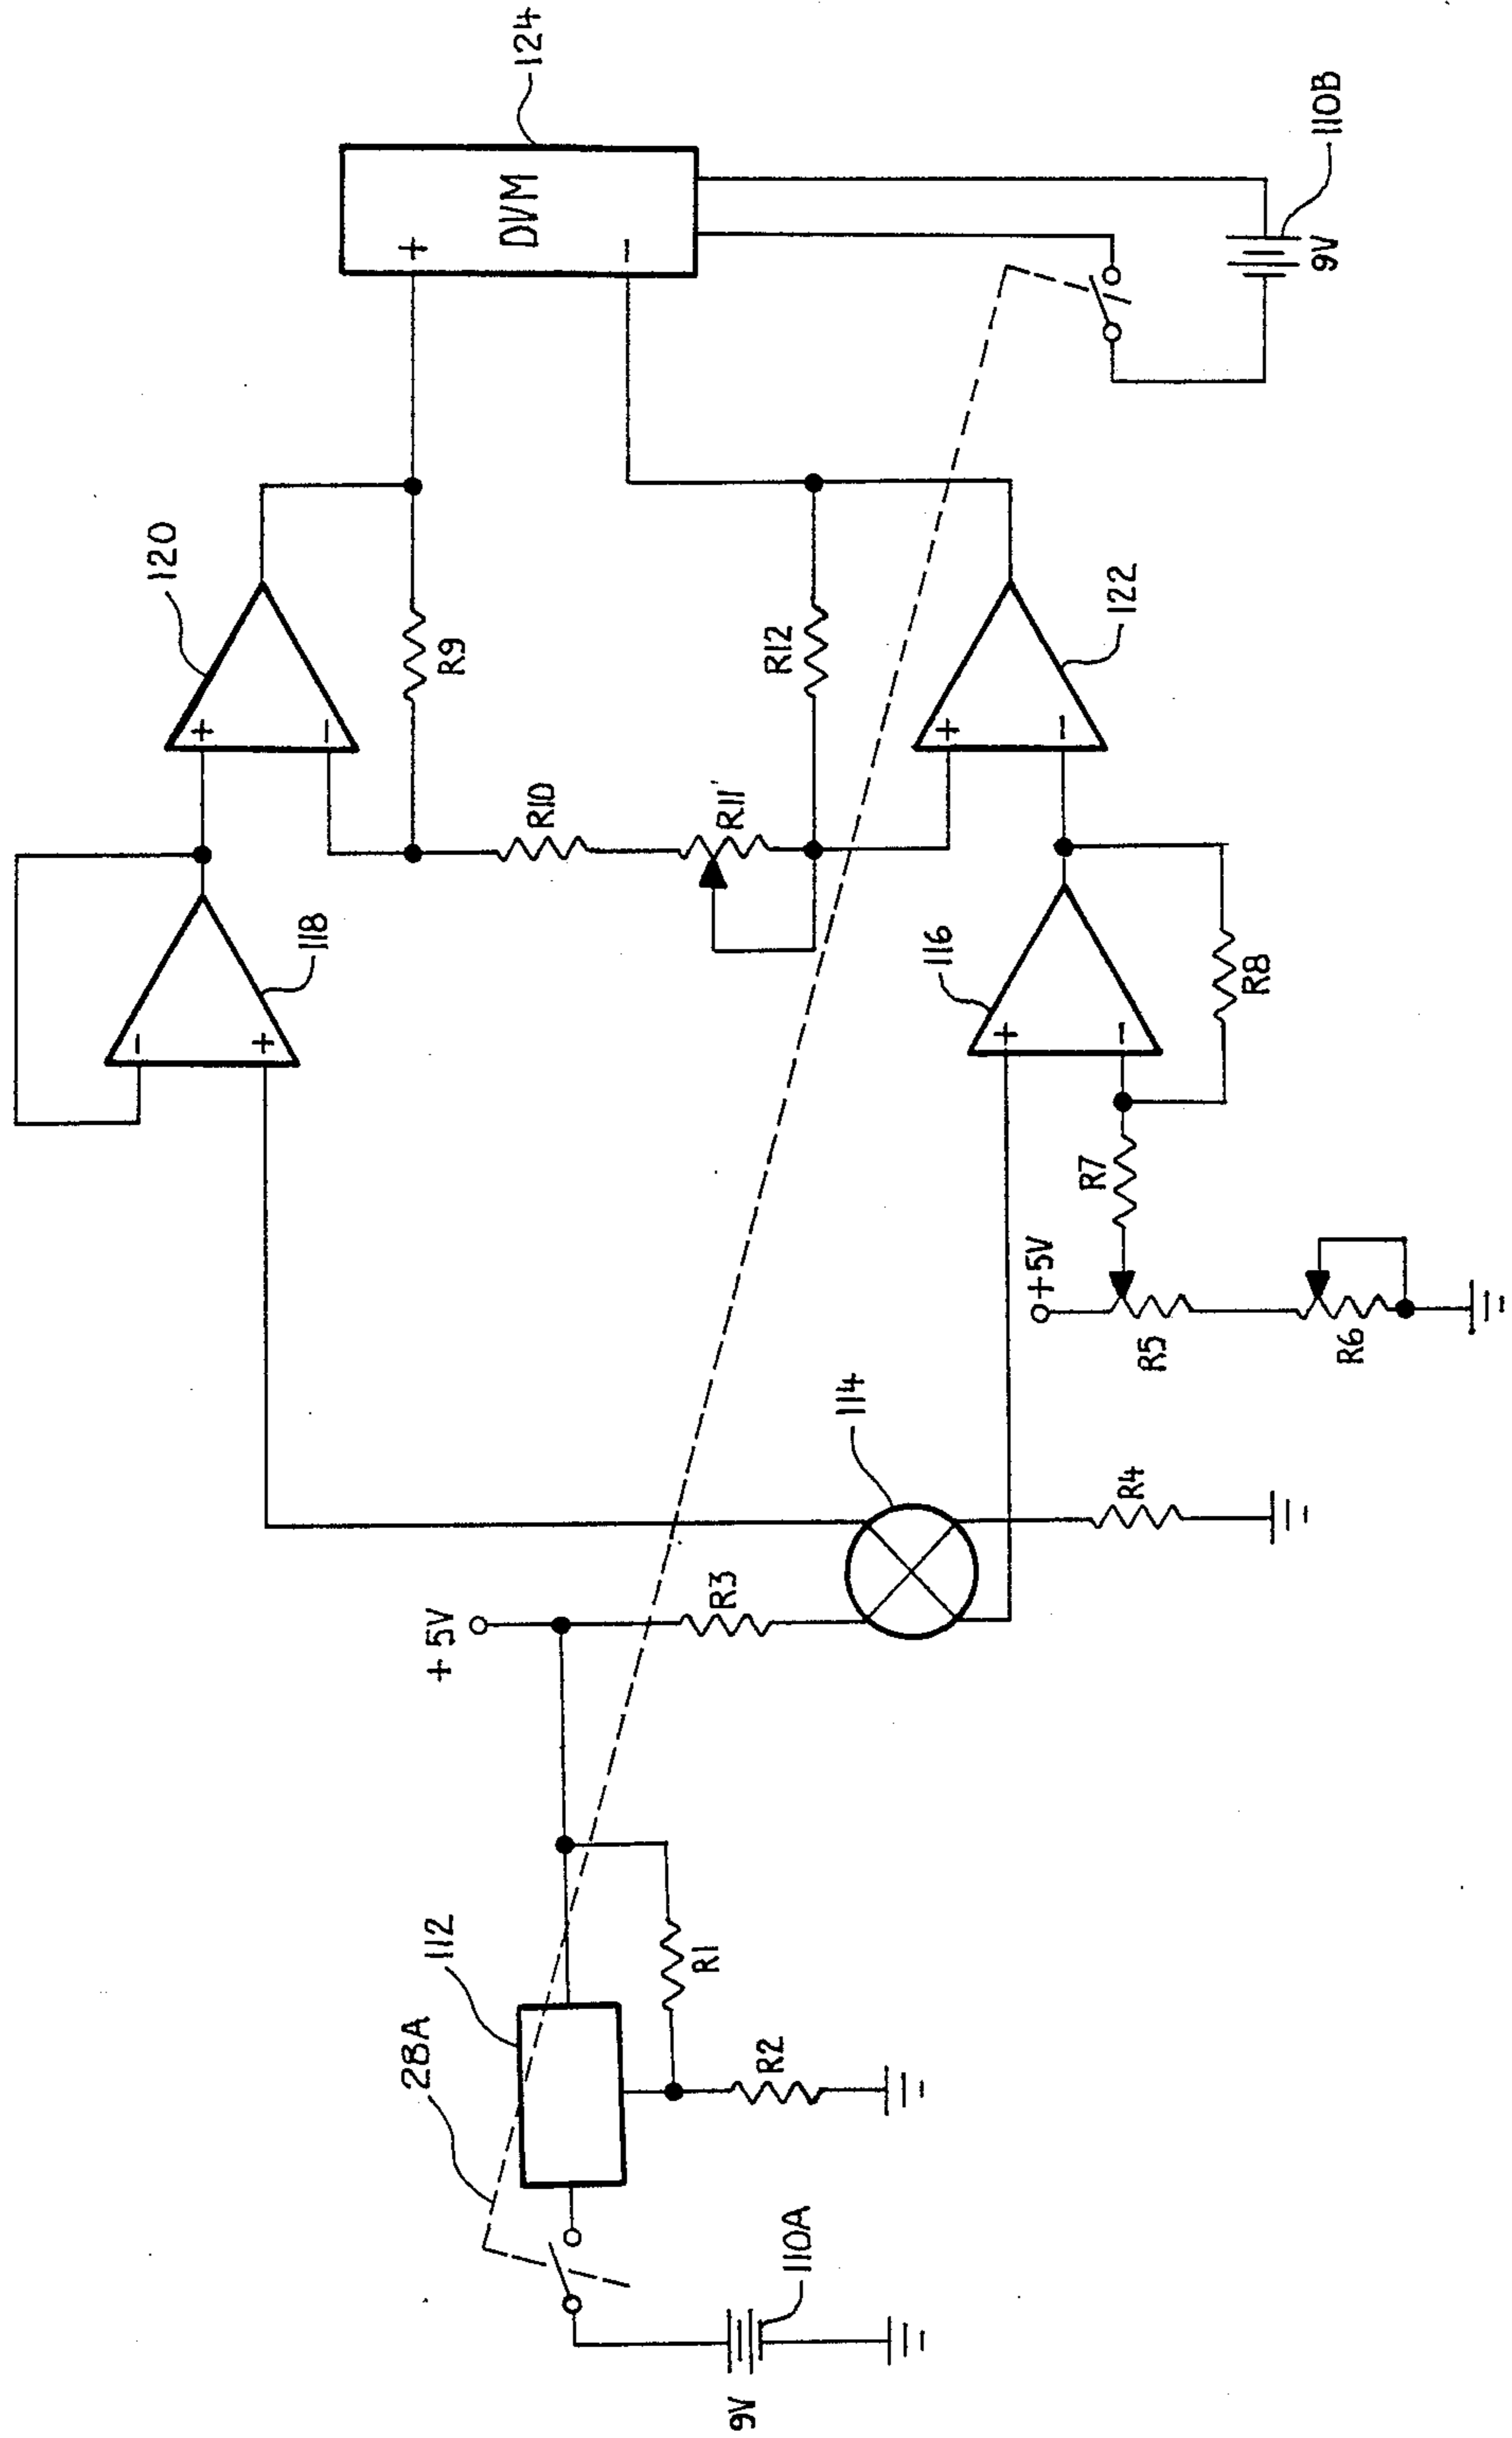 124
DVM
+
−
110B
9V
120
+
−
R9
R12
122
+
−
R10
R11'
118
−
+
116
+
−
R8
R7
+5V
R5
R6
114
R4
R3
+5V
112
R1
28A
R2
110A
9V